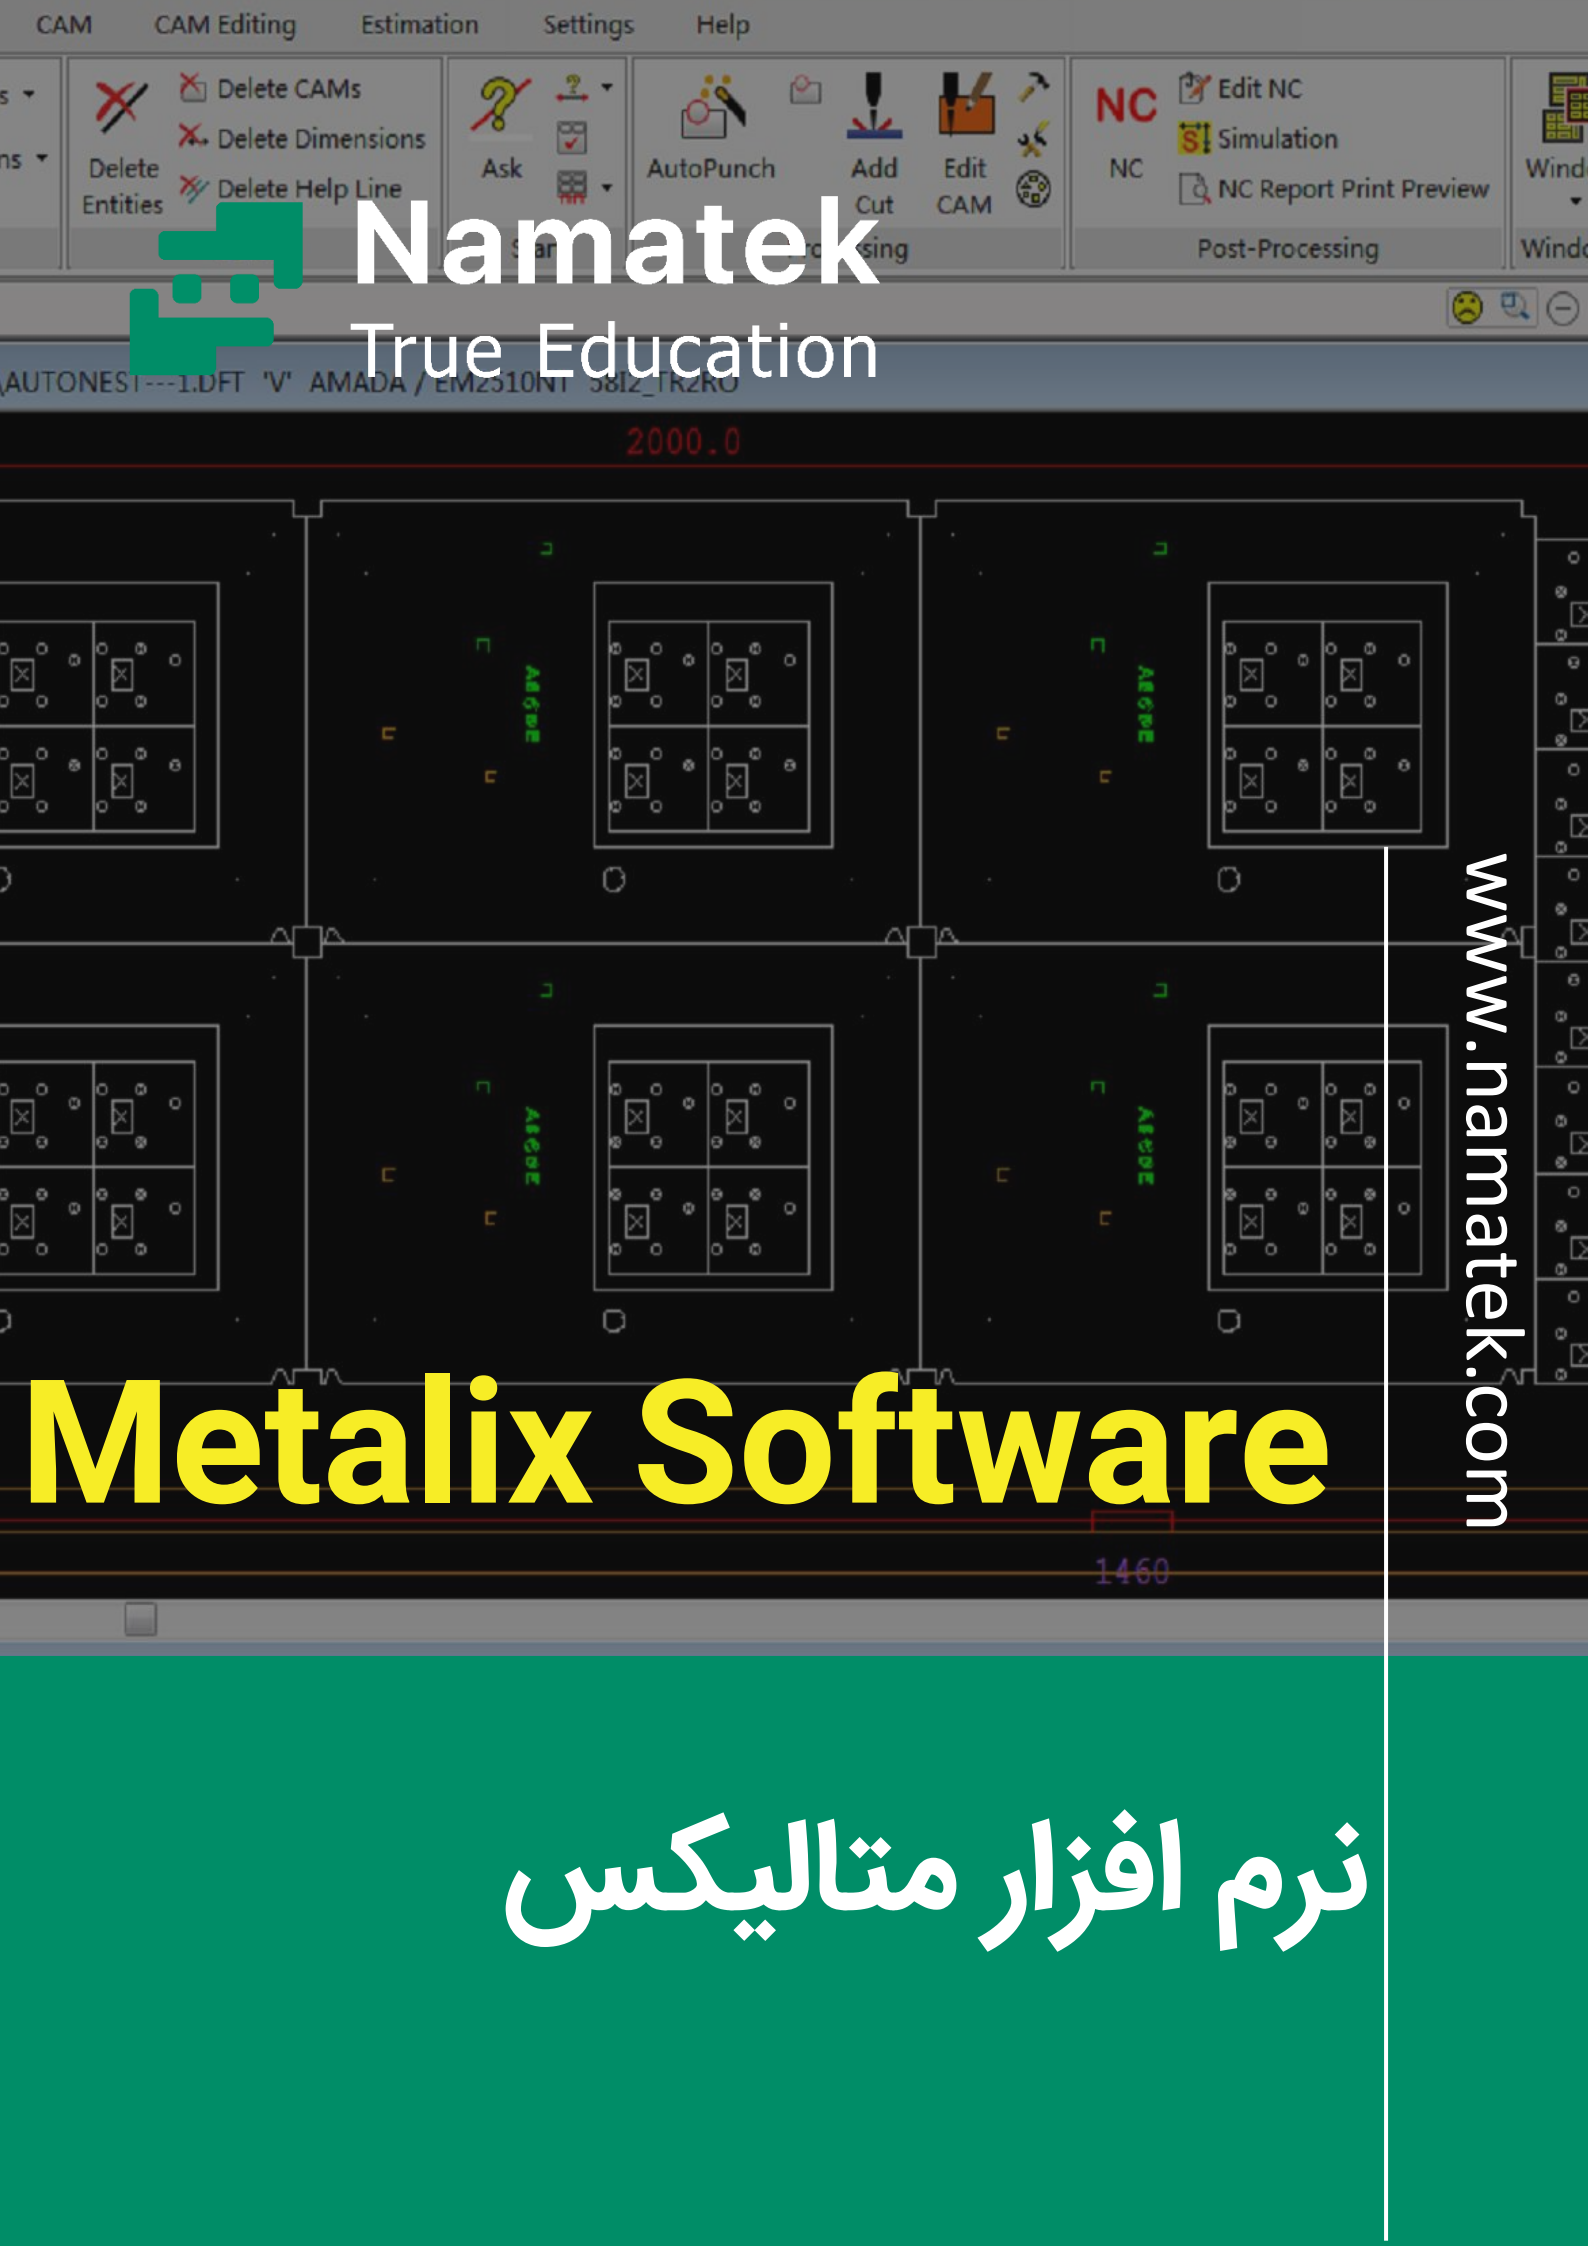 CAM CAM Editing Estimation Settings Help
Delete CAMs
Delete Dimensions
Delete Help Line
Delete Entities
Ask
AutoPunch
Add Cut
Edit CAM
NC
NC
Edit NC
Simulation
NC Report Print Preview
Post-Processing
Namatek
True Education
\AUTONEST---1.DFT 'V' AMADA / EM2510NT 58I2_TR2RO
2000.0
www.namatek.com
Metalix Software
1460
نرم افزار متالیکس